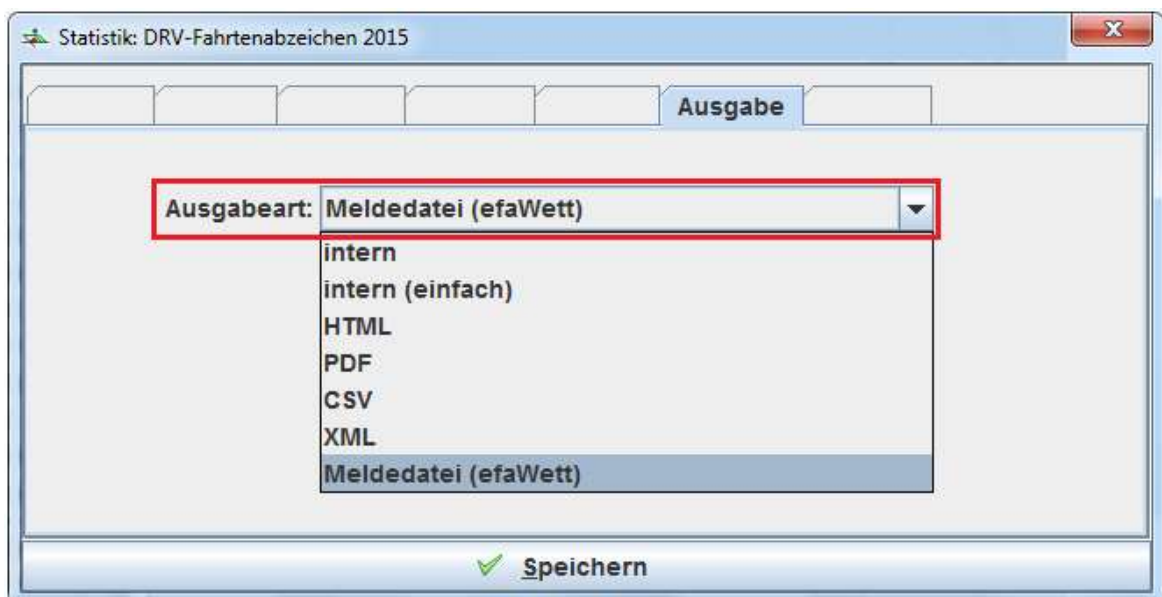 Statistik: DRV-Fahrtenabzeichen 2015
Ausgabe
Ausgabeart: Meldedatei (efaWett)
intern
intern (einfach)
HTML
PDF
CSV
XML
Meldedatei (efaWett)
Speichern